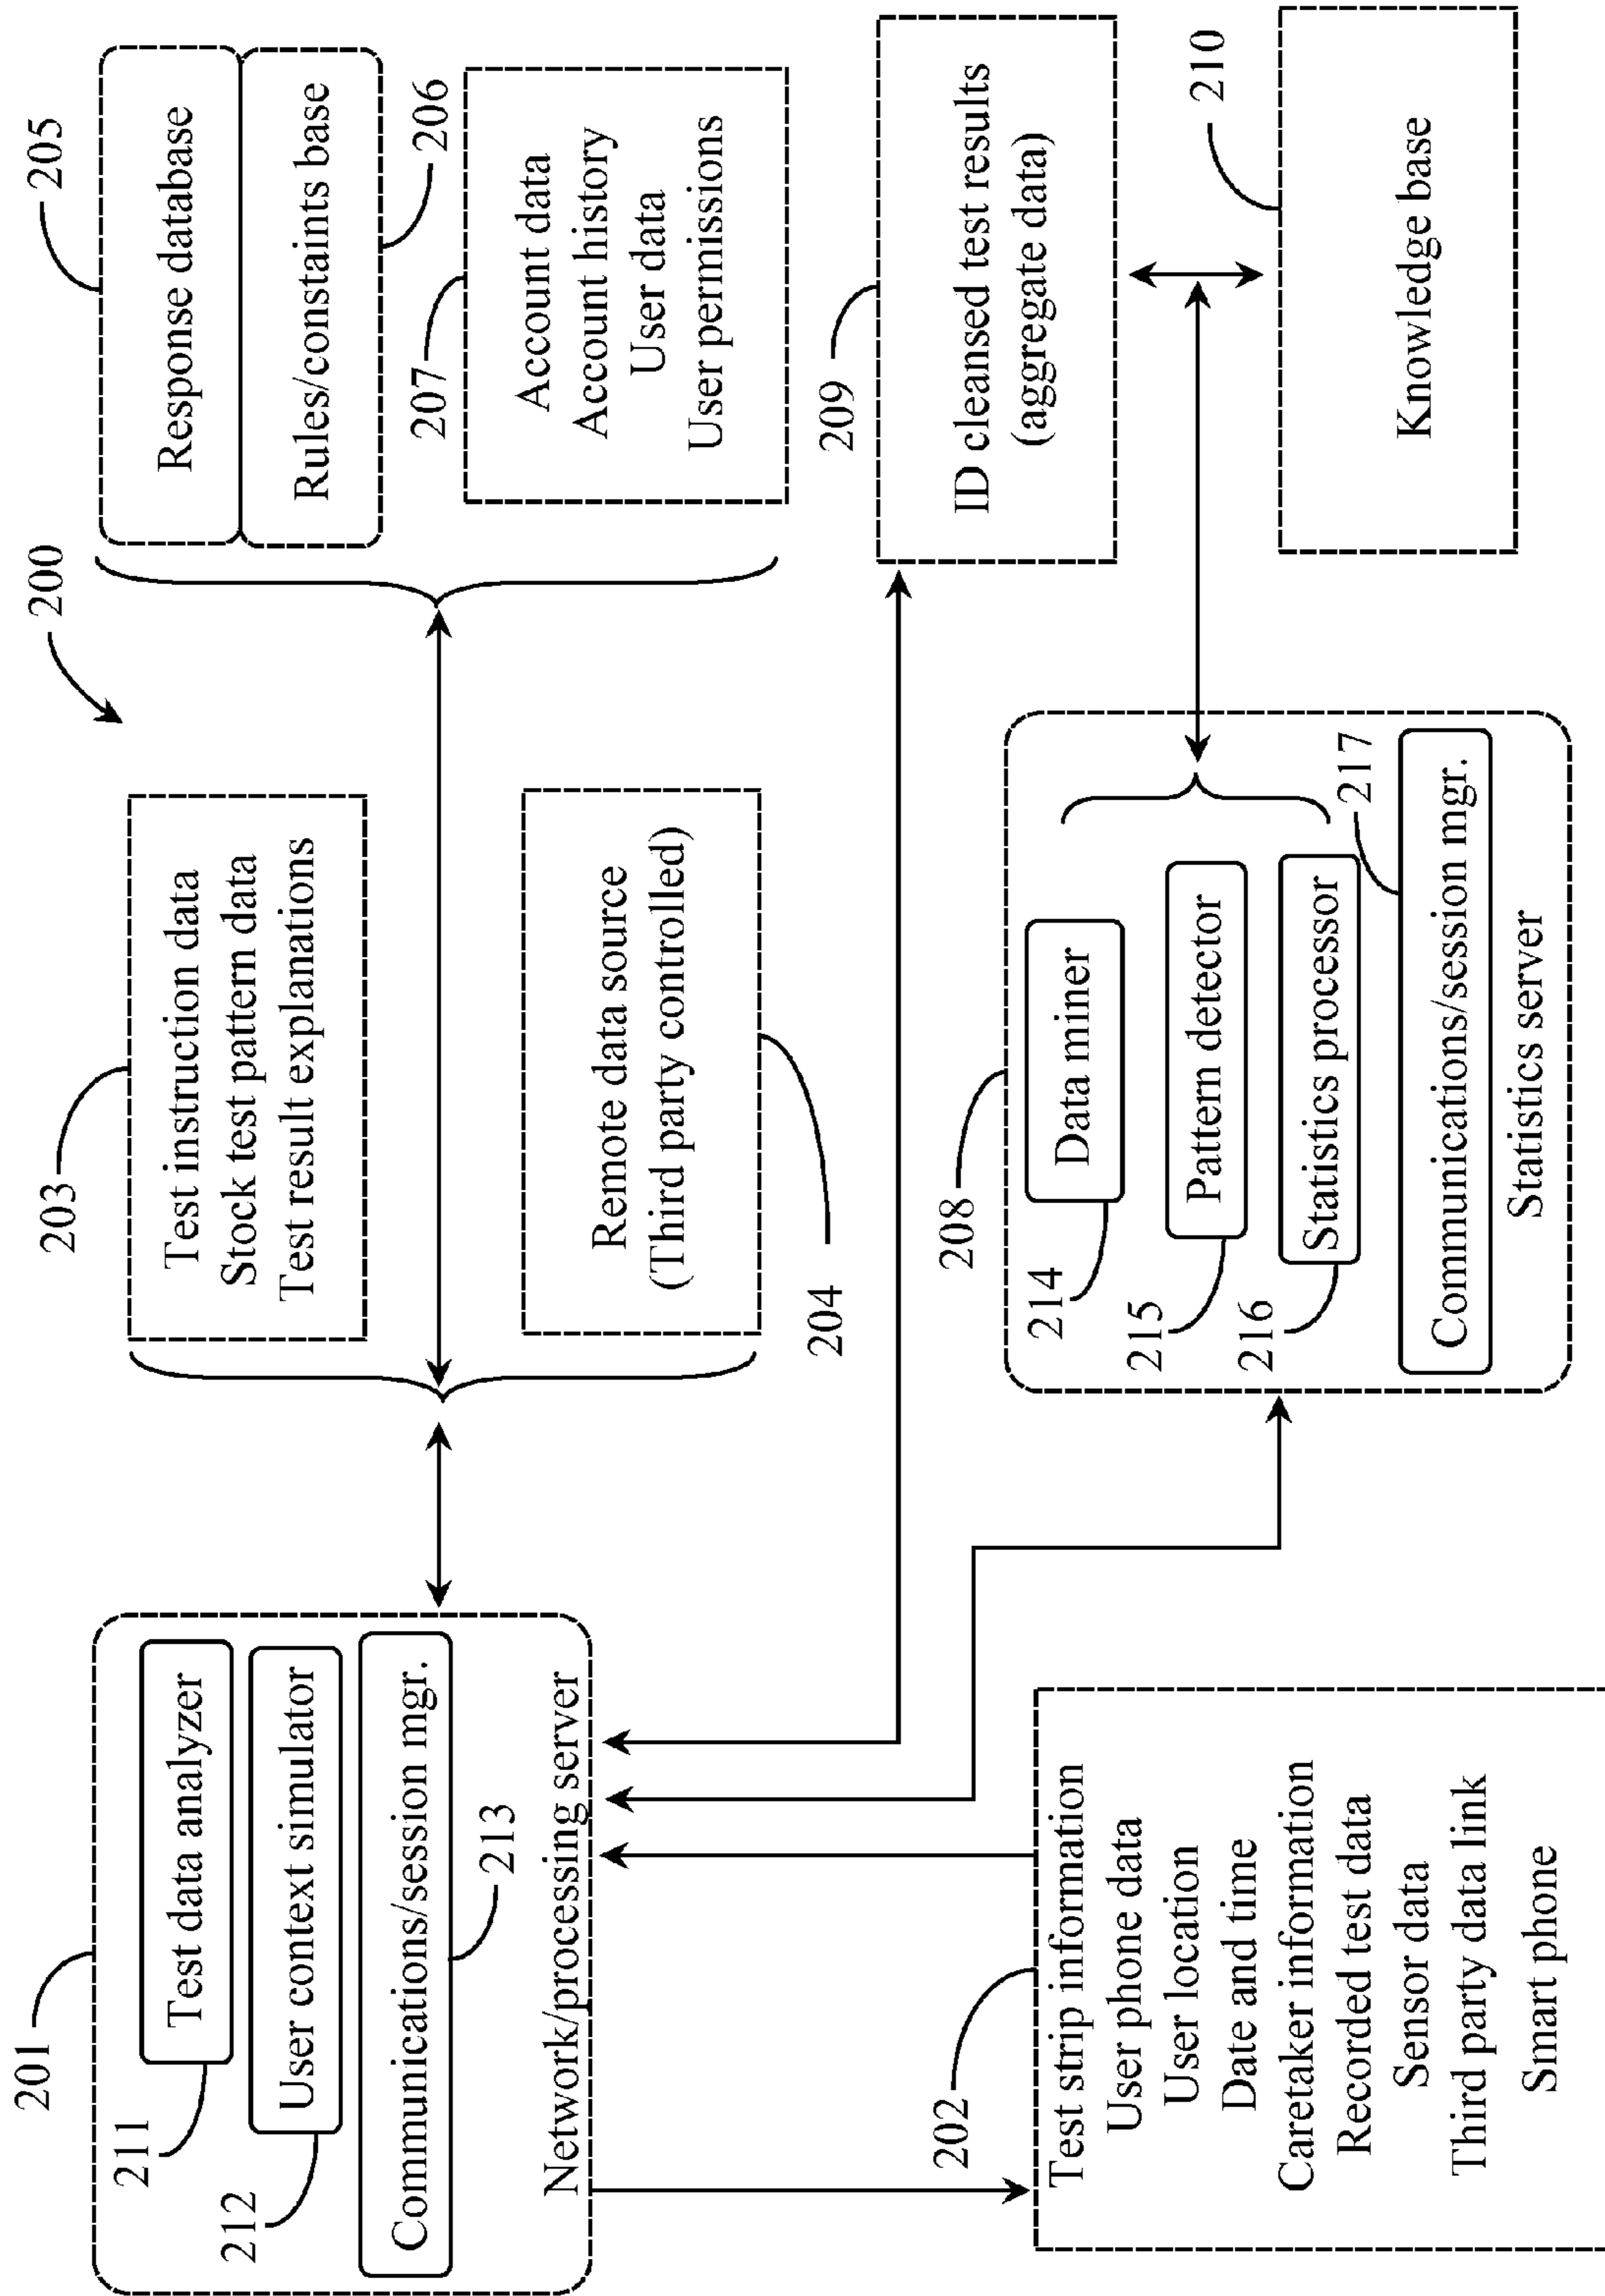 200
201
211
Test data analyzer
212
User context simulator
Communications/session mgr.
213
Network/processing server
203
Test instruction data
Stock test pattern data
Test result explanations
Remote data source
(Third party controlled)
204
205
Response database
Rules/constaints base
206
207
Account data
Account history
User data
User permissions
202
Test strip information
User phone data
User location
Date and time
Caretaker information
Recorded test data
Sensor data
Third party data link
Smart phone
208
214
Data miner
215
Pattern detector
216
Statistics processor
217
Communications/session mgr.
Statistics server
209
ID cleansed test results
(aggregate data)
210
Knowledge base